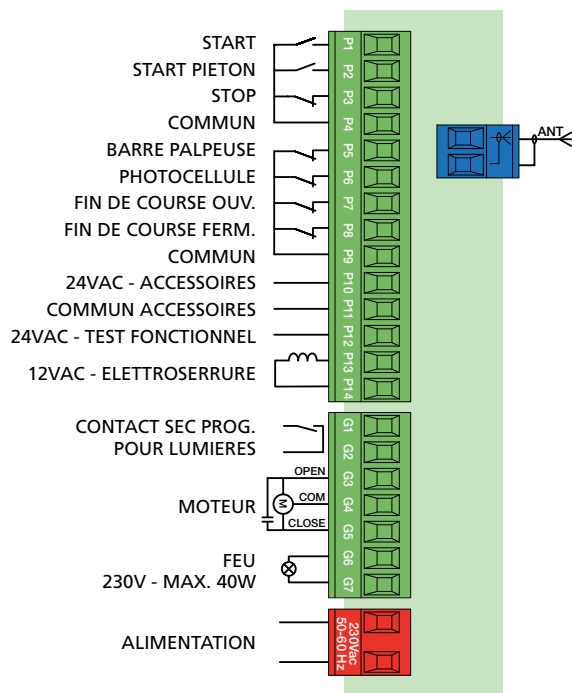 START P1
START PIETON P2
STOP P3
COMMUN P4
BARRE PALPEUSE P5
PHOTOCELLULE P6
FIN DE COURSE OUV. P7
FIN DE COURSE FERM. P8
COMMUN P9
24VAC - ACCESSOIRES P10
COMMUN ACCESSOIRES P11
24VAC - TEST FONCTIONNEL P12
12VAC - ELETTROSERRURE P13
P14
ANT
CONTACT SEC PROG. G1
POUR LUMIERES G2
OPEN G3
MOTEUR M COM G4
CLOSE G5
FEU G6
230V - MAX. 40W G7
ALIMENTATION
230Vac
50-60 Hz